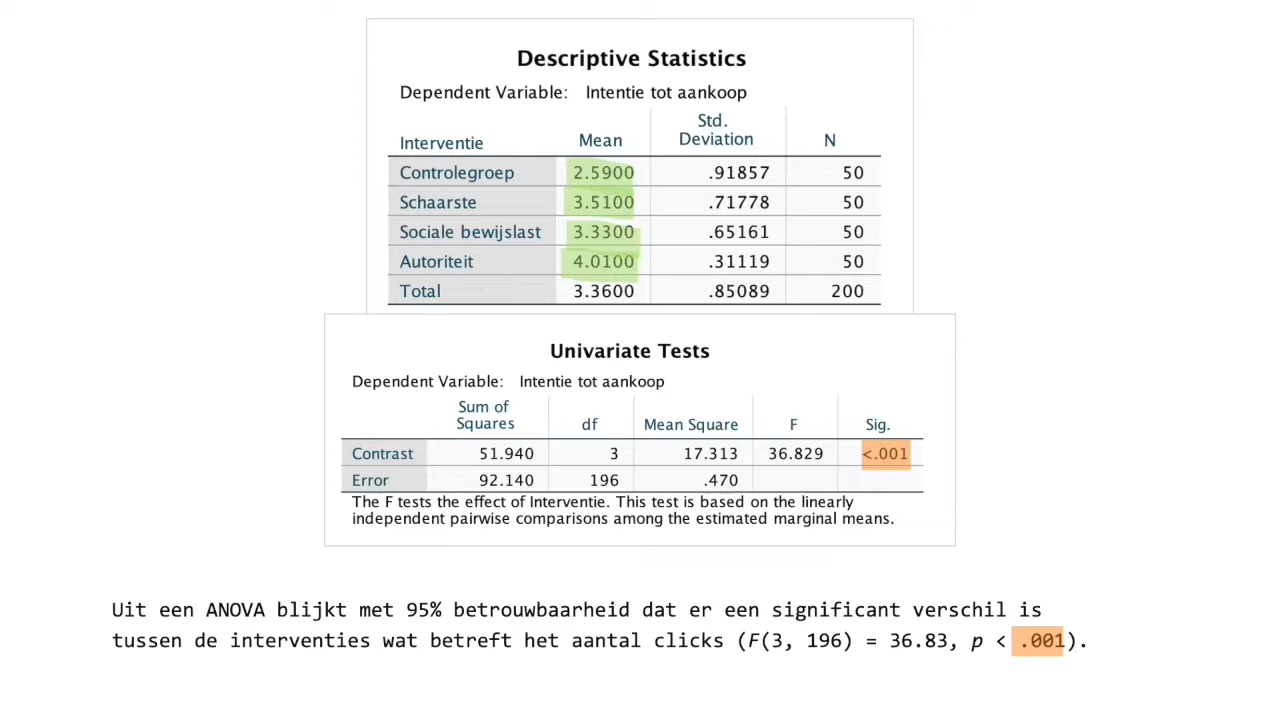 Descriptive Statistics
Dependent Variable: Intentie tot aankoop
Interventie Mean Std. Deviation N
Controlegroep 2.5900 .91857 50
Schaarste 3.5100 .71778 50
Sociale bewijslast 3.3300 .65161 50
Autoriteit 4.0100 .31119 50
Total 3.3600 .85089 200
Univariate Tests
Dependent Variable: Intentie tot aankoop
Sum of Squares df Mean Square F Sig.
Contrast 51.940 3 17.313 36.829 <.001
Error 92.140 196 .470
The F tests the effect of Interventie. This test is based on the linearly
independent pairwise comparisons among the estimated marginal means.
Uit een ANOVA blijkt met 95% betrouwbaarheid dat er een significant verschil is
tussen de interventies wat betreft het aantal clicks (F(3, 196) = 36.83, p < .001).